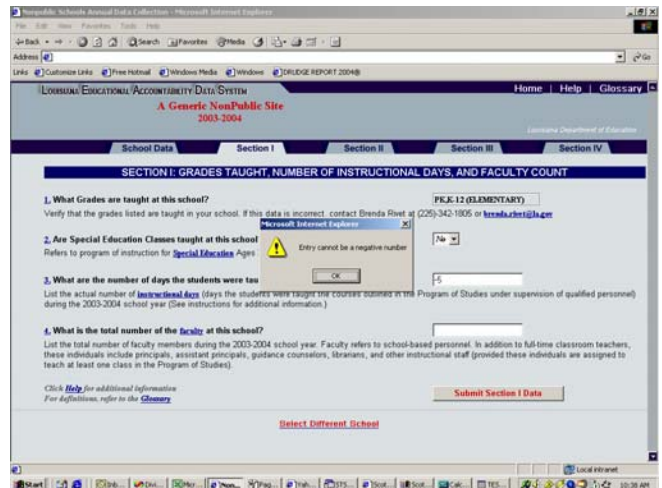 Nonpublic Schools Annual Data Collection - Microsoft Internet Explorer
File Edit View Favorites Tools Help
Back Search Favorites Media
Address Go
Links Customize Links Free Hotmail Windows Media Windows DRUDGE REPORT 2004®
LOUISIANA EDUCATIONAL ACCOUNTABILITY DATA SYSTEM
Home | Help | Glossary
A Generic NonPublic Site
2003-2004
Louisiana Department of Education
School Data Section I Section II Section III Section IV
SECTION I: GRADES TAUGHT, NUMBER OF INSTRUCTIONAL DAYS, AND FACULTY COUNT
1. What Grades are taught at this school? PK,K-12 (ELEMENTARY)
Verify that the grades listed are taught in your school. If this data is incorrect, contact Brenda Rivet at (225)-342-1805 or brenda.rivet@la.gov
Microsoft Internet Explorer
Entry cannot be a negative number
OK
2. Are Special Education Classes taught at this school No
Refers to program of instruction for Special Education Ages
3. What are the number of days the students were tau -5
List the actual number of instructional days (days the students were taught the courses outlined in the Program of Studies under supervision of qualified personnel)
during the 2003-2004 school year (See instructions for additional information.)
4. What is the total number of the faculty at this school?
List the total number of faculty members during the 2003-2004 school year. Faculty refers to school-based personnel. In addition to full-time classroom teachers,
these individuals include principals, assistant principals, guidance counselors, librarians, and other instructional staff (provided these individuals are assigned to
teach at least one class in the Program of Studies).
Click Help for additional information
For definitions, refer to the Glossary
Submit Section I Data
Select Different School
Local intranet
Start 10:38 AM